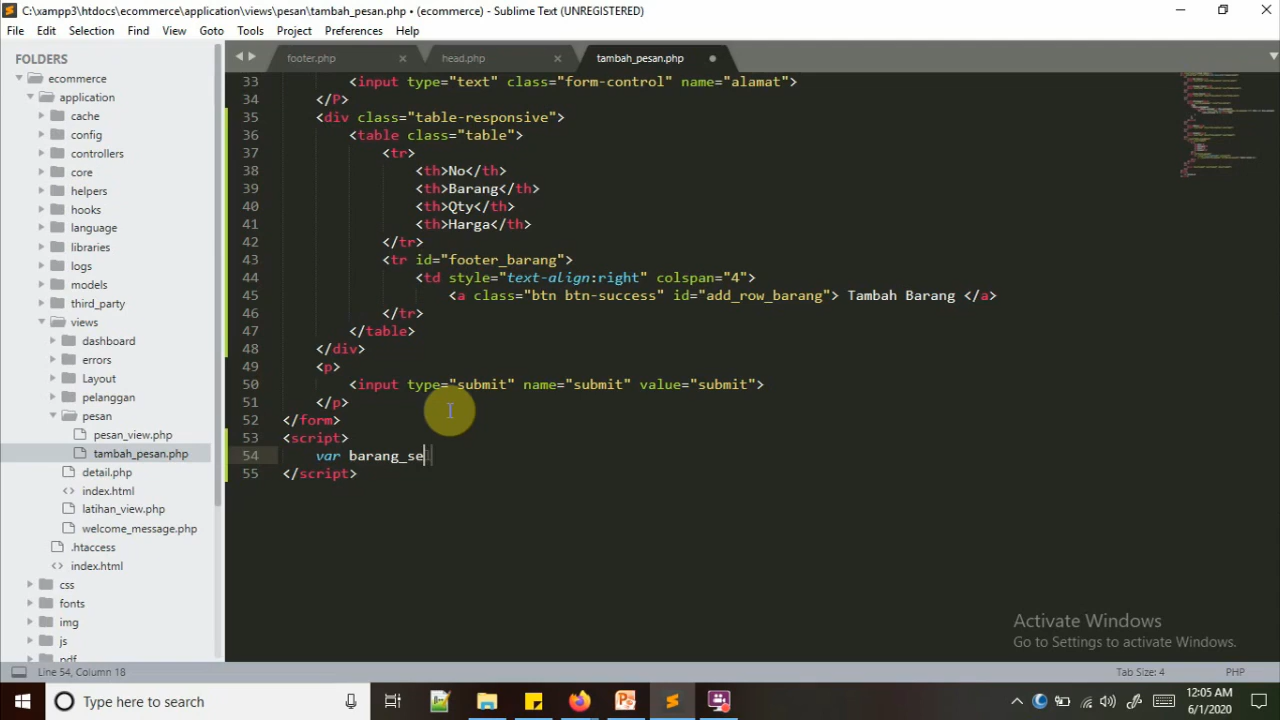 C:\xampp3\htdocs\ecommerce\application\views\pesan\tambah_pesan.php • (ecommerce) - Sublime Text (UNREGISTERED)
File Edit Selection Find View Goto Tools Project Preferences Help
FOLDERS
ecommerce
application
cache
config
controllers
core
helpers
hooks
language
libraries
logs
models
third_party
views
dashboard
errors
Layout
pelanggan
pesan
pesan_view.php
tambah_pesan.php
detail.php
index.html
latihan_view.php
welcome_message.php
.htaccess
index.html
css
fonts
img
js
pdf
footer.php head.php tambah_pesan.php
33 <input type="text" class="form-control" name="alamat">
34 </P>
35 <div class="table-responsive">
36 <table class="table">
37 <tr>
38 <th>No</th>
39 <th>Barang</th>
40 <th>Qty</th>
41 <th>Harga</th>
42 </tr>
43 <tr id="footer_barang">
44 <td style="text-align:right" colspan="4">
45 <a class="btn btn-success" id="add_row_barang"> Tambah Barang </a>
46 </tr>
47 </table>
48 </div>
49 <p>
50 <input type="submit" name="submit" value="submit">
51 </p>
52 </form>
53 <script>
54 var barang_se
55 </script>
Activate Windows
Go to Settings to activate Windows.
Line 54, Column 18 Tab Size: 4 PHP
Type here to search
12:05 AM
6/1/2020